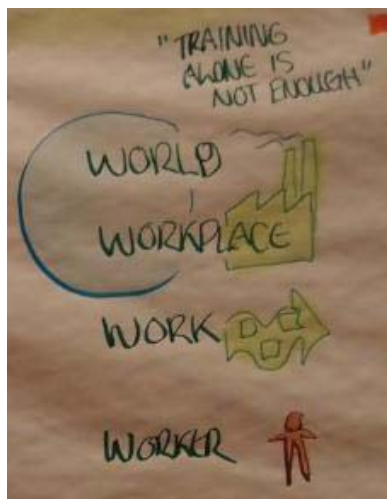 "TRAINING
ALONE IS
NOT ENOUGH"
WORLD
WORKPLACE
WORK
WORKER